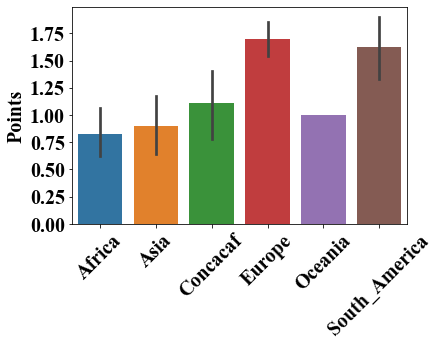 Points
1.75
1.50
1.25
1.00
0.75
0.50
0.25
0.00
Africa
Asia
Concacaf
Europe
Oceania
South_America